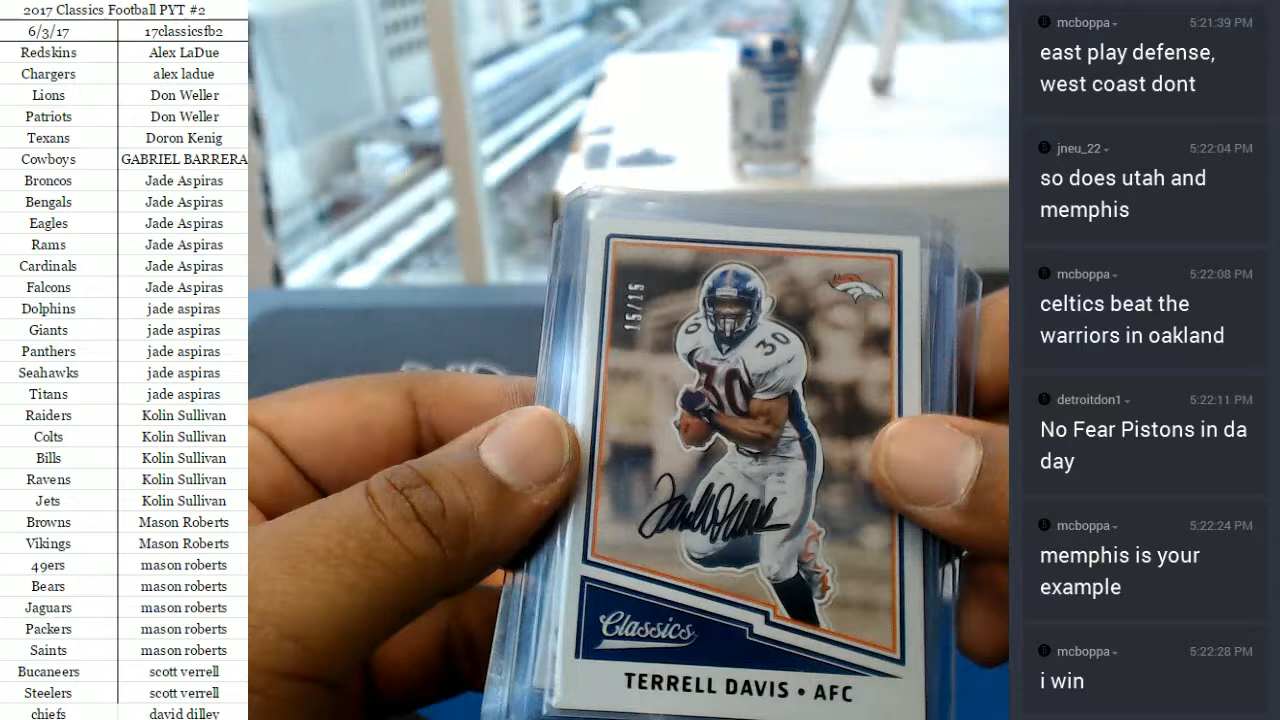 2017 Classics Football PYT #2
6/3/17 17classicsfb2
Redskins Alex LaDue
Chargers alex ladue
Lions Don Weller
Patriots Don Weller
Texans Doron Kenig
Cowboys GABRIEL BARRERA
Broncos Jade Aspiras
Bengals Jade Aspiras
Eagles Jade Aspiras
Rams Jade Aspiras
Cardinals Jade Aspiras
Falcons Jade Aspiras
Dolphins jade aspiras
Giants jade aspiras
Panthers jade aspiras
Seahawks jade aspiras
Titans jade aspiras
Raiders Kolin Sullivan
Colts Kolin Sullivan
Bills Kolin Sullivan
Ravens Kolin Sullivan
Jets Kolin Sullivan
Browns Mason Roberts
Vikings Mason Roberts
49ers mason roberts
Bears mason roberts
Jaguars mason roberts
Packers mason roberts
Saints mason roberts
Bucaneers scott verrell
Steelers scott verrell
chiefs david dilley
15/15
30
30
Classics
TERRELL DAVIS • AFC
mcboppa 5:21:39 PM
east play defense,
west coast dont
jneu_22 5:22:04 PM
so does utah and
memphis
mcboppa 5:22:08 PM
celtics beat the
warriors in oakland
detroitdon1 5:22:11 PM
No Fear Pistons in da
day
mcboppa 5:22:24 PM
memphis is your
example
mcboppa 5:22:28 PM
i win